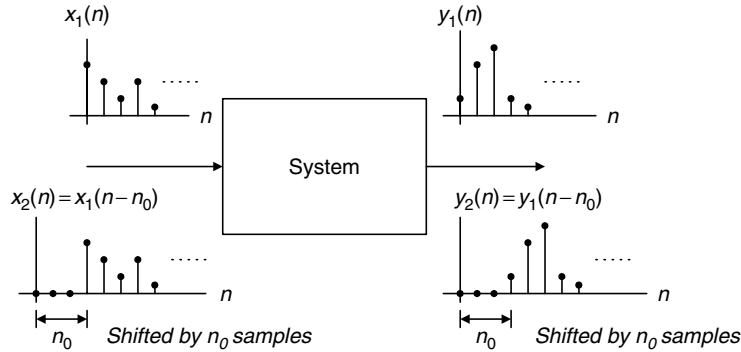 x₁(n)
y₁(n)
.....
.....
n
n
System
x₂(n)=x₁(n−n₀)
y₂(n)=y₁(n−n₀)
.....
.....
n
n
n₀
Shifted by n₀ samples
n₀
Shifted by n₀ samples